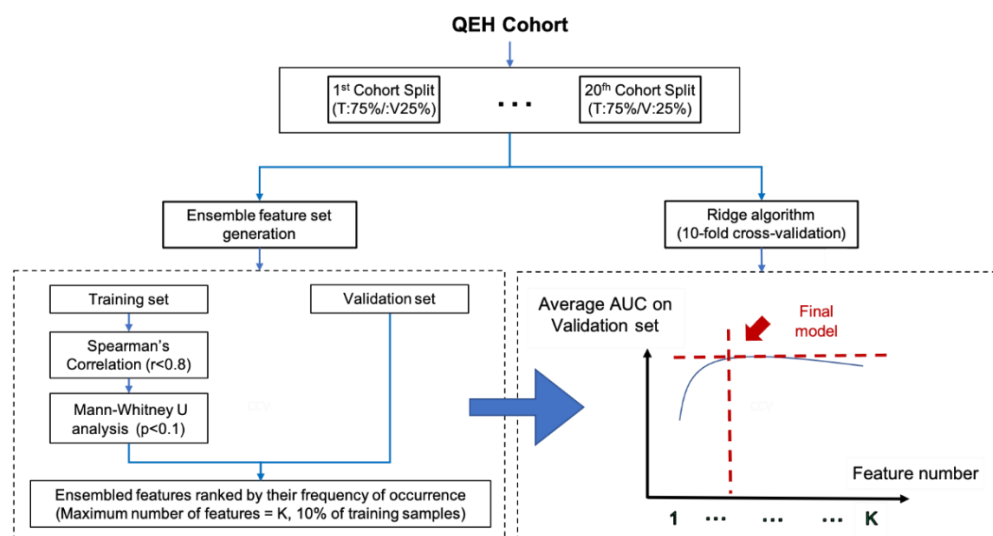 QEH Cohort
1st Cohort Split
(T:75%/:V25%)
...
20th Cohort Split
(T:75%/V:25%)
Ensemble feature set
generation
Ridge algorithm
(10-fold cross-validation)
Training set
Validation set
Spearman's
Correlation (r<0.8)
Mann-Whitney U
analysis (p<0.1)
Ensembled features ranked by their frequency of occurrence
(Maximum number of features = K, 10% of training samples)
Average AUC on
Validation set
Final
model
Feature number
1 ... ... ... K